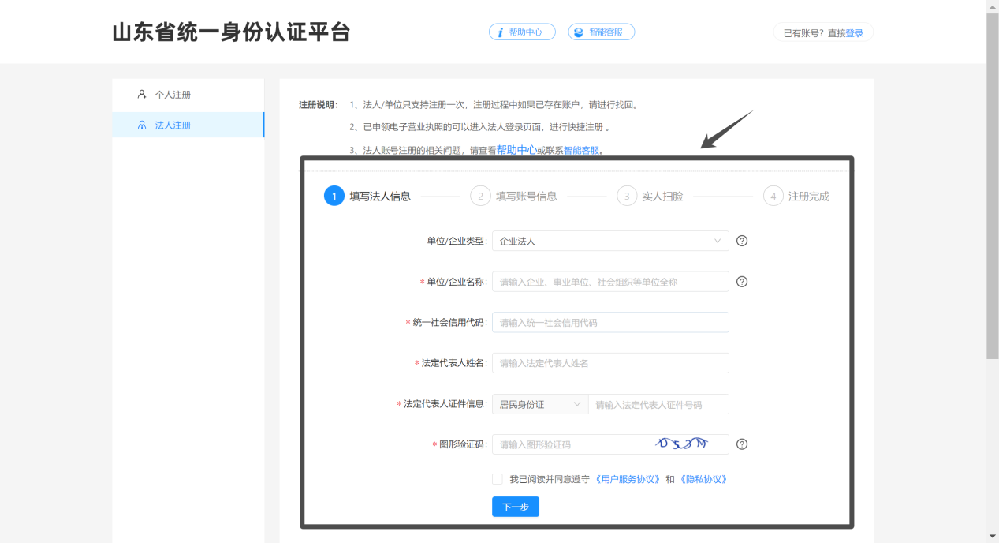 山东省统一身份认证平台
帮助中心
智能客服
已有账号? 直接登录
个人注册
法人注册
注册说明: 1、法人/单位只支持注册一次，注册过程中如果已存在账户，请进行找回。
2、已申领电子营业执照的可以进入法人登录页面，进行快捷注册 。
3、法人账号注册的相关问题，请查看帮助中心或联系智能客服。
1 填写法人信息 2 填写账号信息 3 实人扫脸 4 注册完成
单位/企业类型: 企业法人
* 单位/企业名称: 请输入企业、事业单位、社会组织等单位全称
* 统一社会信用代码: 请输入统一社会信用代码
* 法定代表人姓名: 请输入法定代表人姓名
* 法定代表人证件信息: 居民身份证 请输入法定代表人证件号码
* 图形验证码: 请输入图形验证码 D53M
我已阅读并同意遵守《用户服务协议》 和 《隐私协议》
下一步